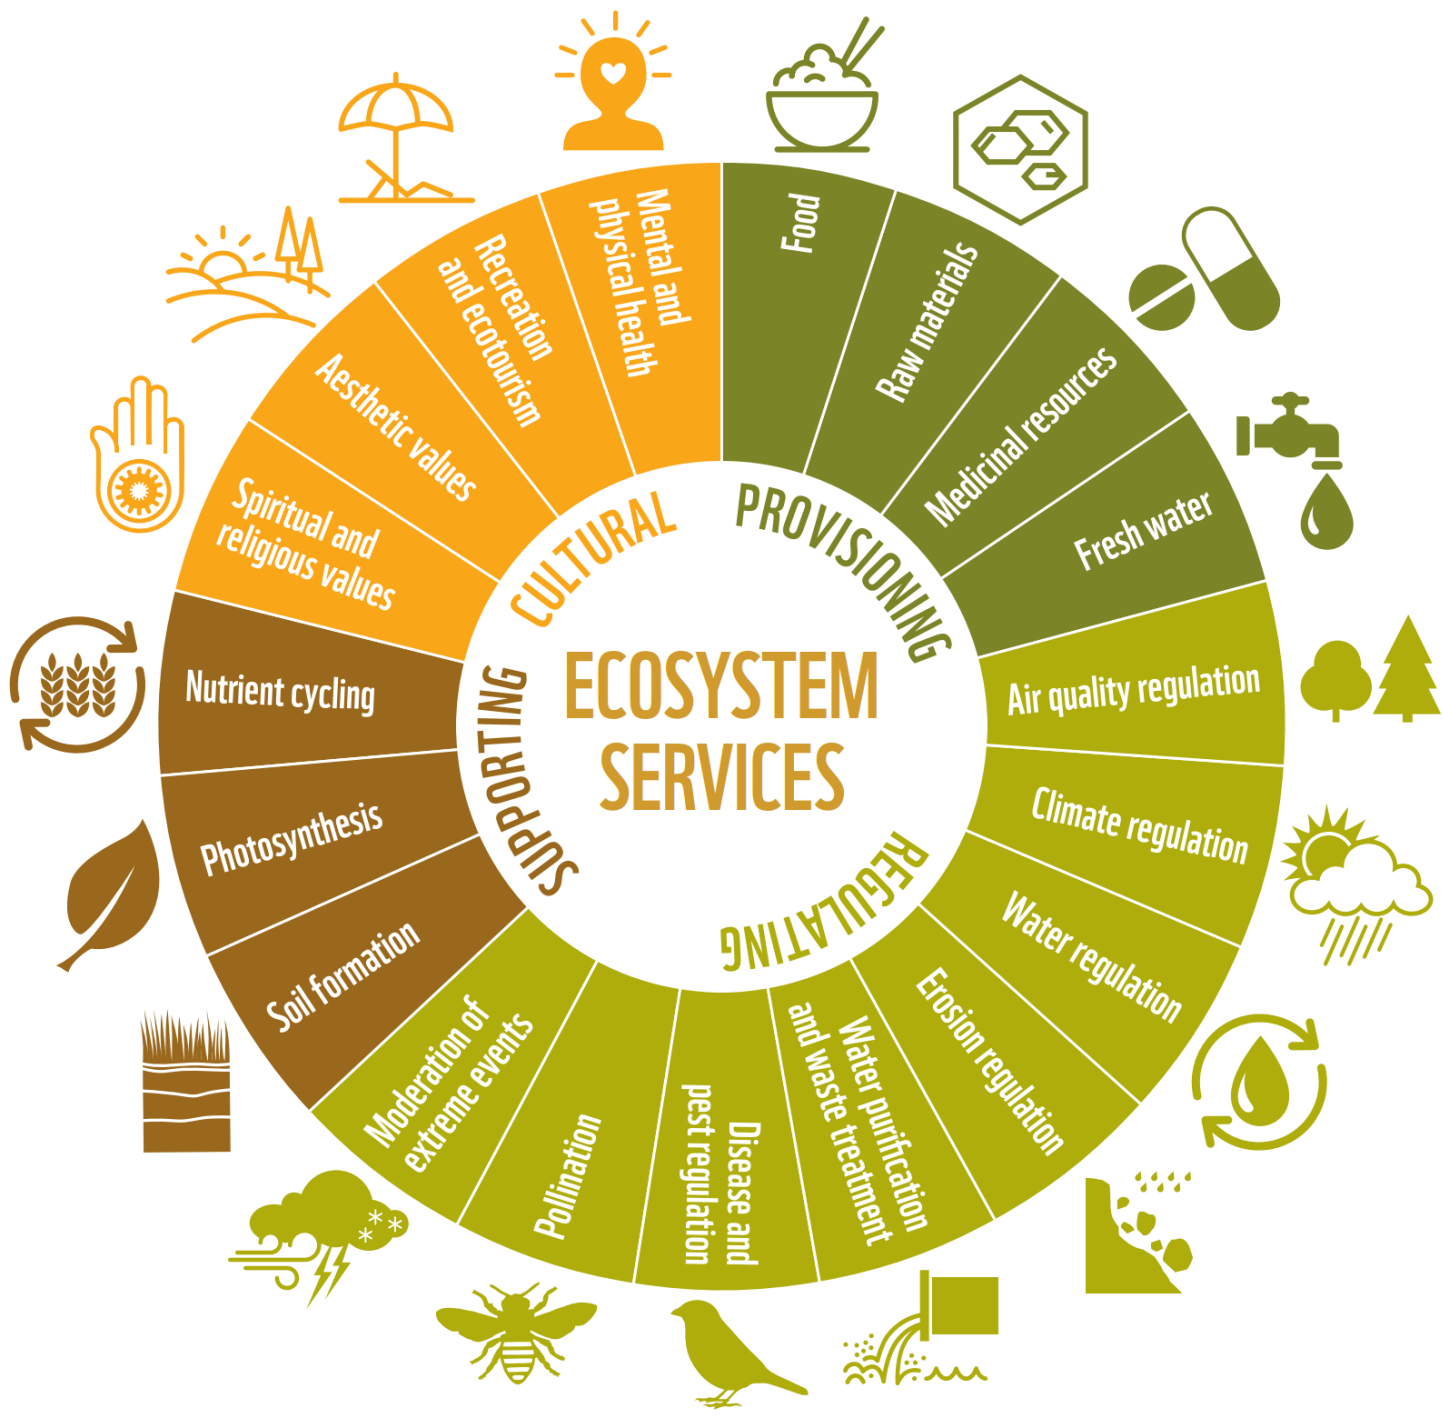 ECOSYSTEM
SERVICES
PROVISIONING
Food
Raw materials
Medicinal resources
Fresh water
REGULATING
Air quality regulation
Climate regulation
Water regulation
Erosion regulation
Water purification
and waste treatment
Disease and
pest regulation
Pollination
Moderation of
extreme events
SUPPORTING
Soil formation
Photosynthesis
Nutrient cycling
CULTURAL
Spiritual and
religious values
Aesthetic values
Recreation
and ecotourism
Mental and
physical health